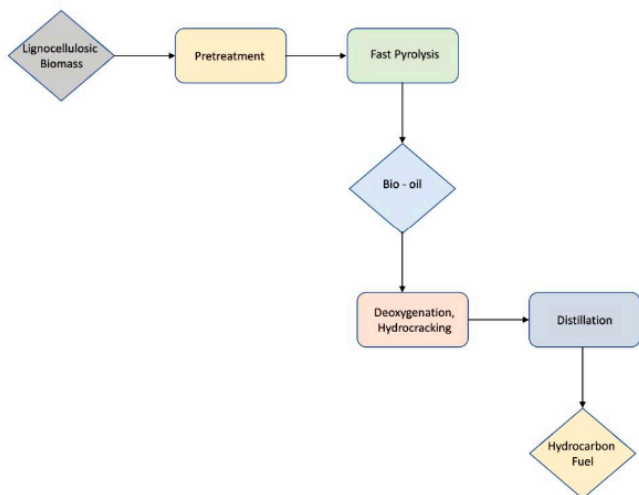 Lignocellulosic
Biomass
Pretreatment
Fast Pyrolysis
Bio - oil
Deoxygenation,
Hydrocracking
Distillation
Hydrocarbon
Fuel